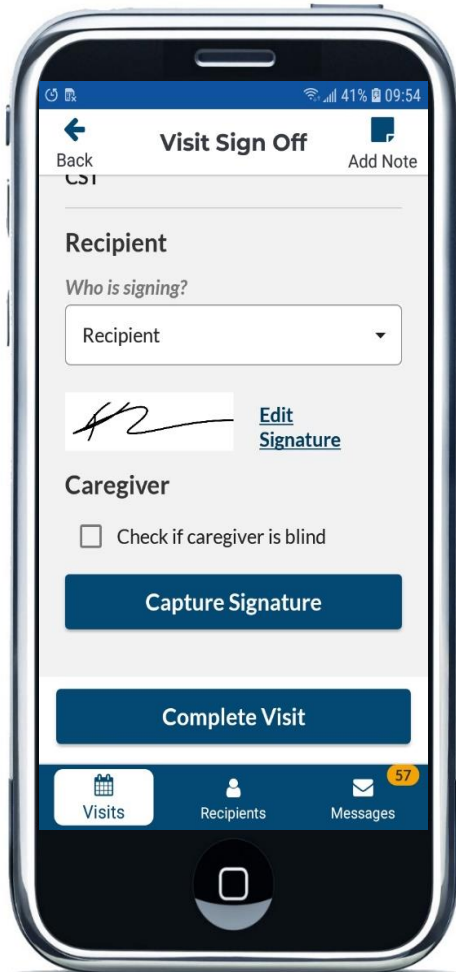 41% 09:54
Back
Visit Sign Off
Add Note
CST
Recipient
Who is signing?
Recipient
Edit
Signature
Caregiver
Check if caregiver is blind
Capture Signature
Complete Visit
57
Visits
Recipients
Messages